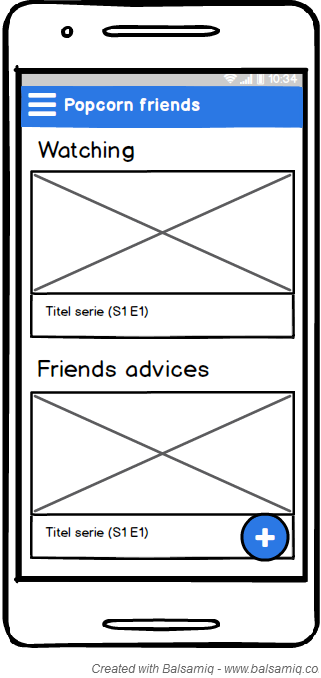 10:34
Popcorn friends
Watching
Titel serie (S1 E1)
Friends advices
Titel serie (S1 E1)
Created with Balsamiq - www.balsamiq.co